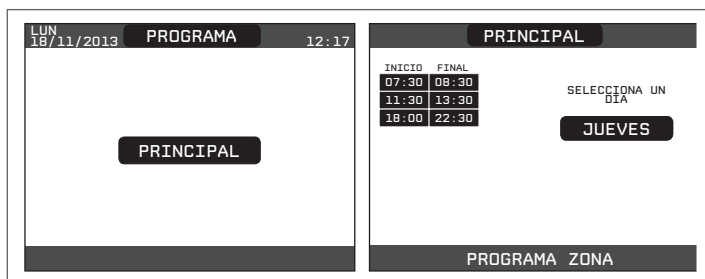 LUN
18/11/2013 PROGRAMA 12:17
PRINCIPAL
PRINCIPAL
INICIO FINAL
07:30 08:30
11:30 13:30
18:00 22:30
SELECCIONA UN
DÍA
JUEVES
PROGRAMA ZONA